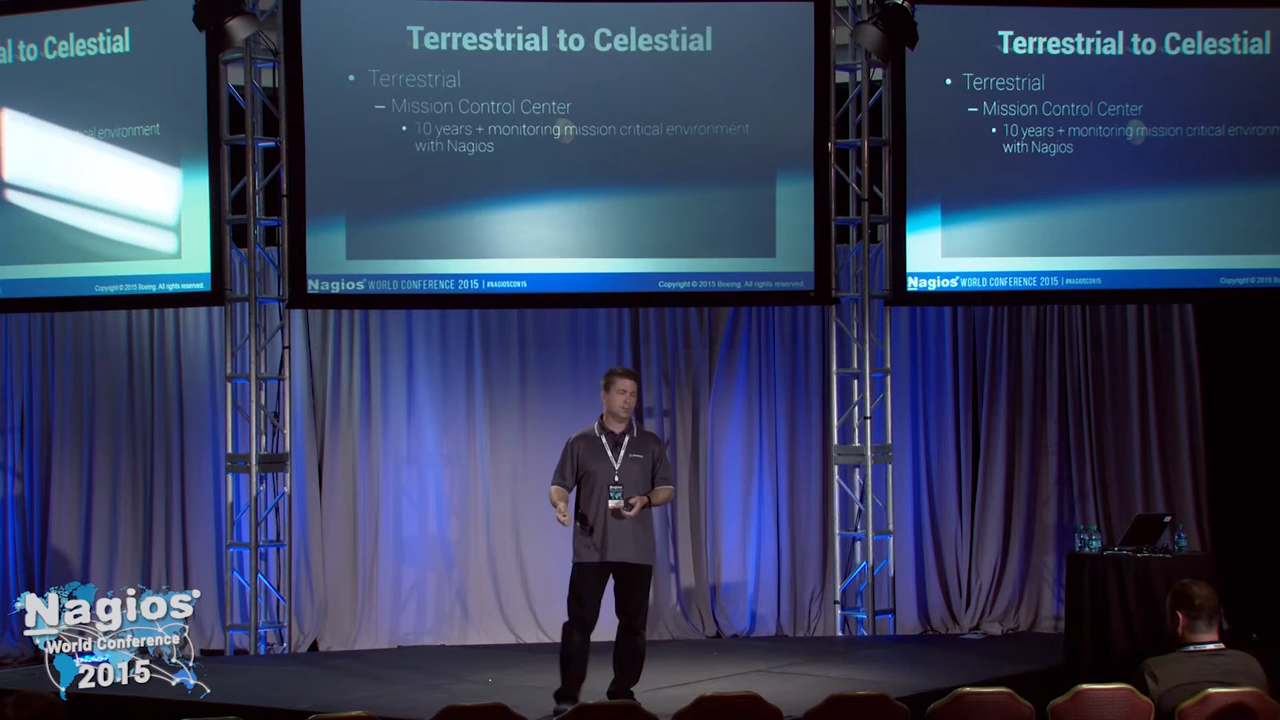 al to Celestial
cal environment
Copyright © 2015 Boeing. All rights reserved.
Terrestrial to Celestial
• Terrestrial
– Mission Control Center
• 10 years + monitoring mission critical environment
with Nagios
Nagios® WORLD CONFERENCE 2015 | #NAGIOSCON15
Copyright © 2015 Boeing. All rights reserved.
Terrestrial to Celestial
• Terrestrial
– Mission Control Center
• 10 years + monitoring mission critical environm
with Nagios
Nagios® WORLD CONFERENCE 2015 | #NAGIOSCON15
Copyright © 2015 B
Nagios®
World Conference
2015